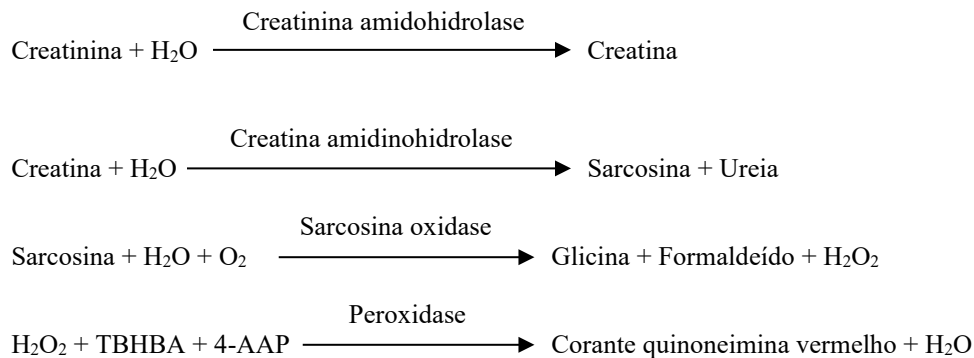 Creatinina amidohidrolase
Creatinina + H₂O Creatina
Creatina amidinohidrolase
Creatina + H₂O Sarcosina + Ureia
Sarcosina oxidase
Sarcosina + H₂O + O₂ Glicina + Formaldeído + H₂O₂
Peroxidase
H₂O₂ + TBHBA + 4-AAP Corante quinoneimina vermelho + H₂O